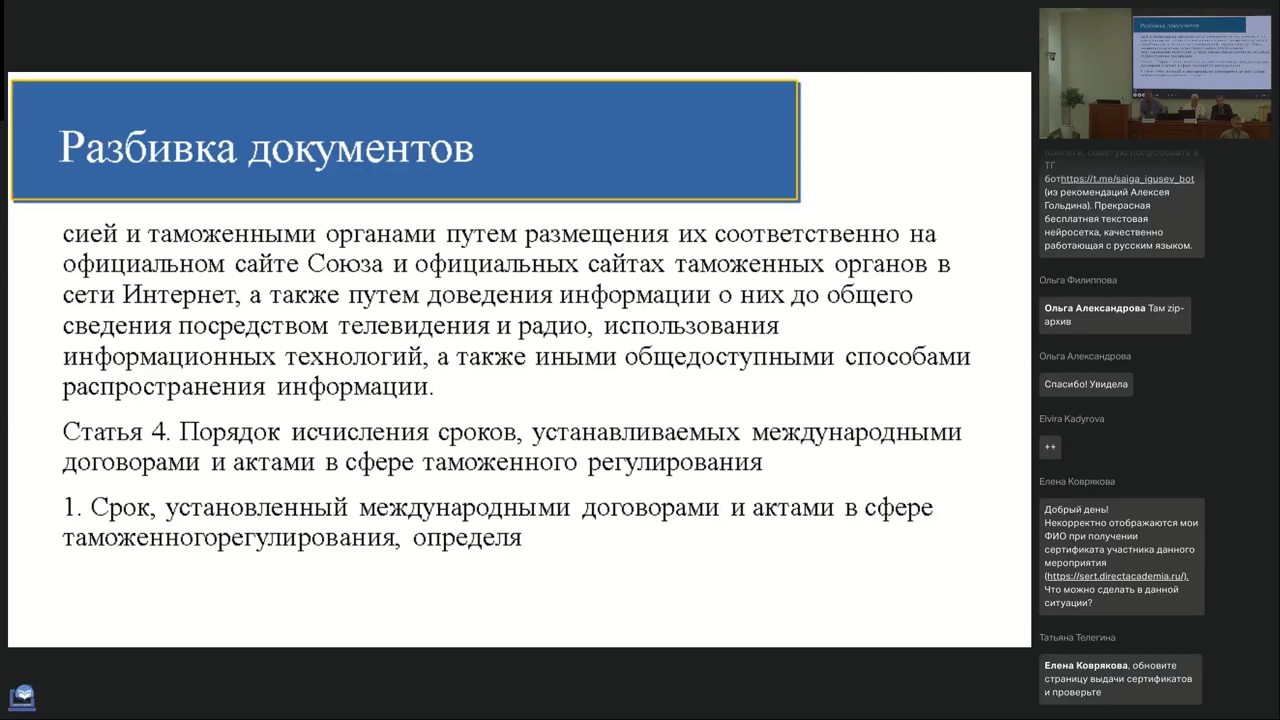 Разбивка документов
сией и таможенными органами путем размещения их соответственно на
официальном сайте Союза и официальных сайтах таможенных органов в
сети Интернет, а также путем доведения информации о них до общего
сведения посредством телевидения и радио, использования
информационных технологий, а также иными общедоступными способами
распространения информации.
Статья 4. Порядок исчисления сроков, устанавливаемых международными
договорами и актами в сфере таможенного регулирования
1. Срок, установленный международными договорами и актами в сфере
таможенногорегулирования, определя
Разбивка документов
Коллеги, советую попробовать в
ТГ
ботhttps://t.me/saiga_igusev_bot
(из рекомендаций Алексея
Гольдина). Прекрасная
бесплатнвя текстовая
нейросетка, качественно
работающая с русским языком.
Ольга Филиппова
Ольга Александрова Там zip-
архив
Ольга Александрова
Спасибо! Увидела
Elvira Kadyrova
++
Елена Коврякова
Добрый день!
Некорректно отображаются мои
ФИО при получении
сертификата участника данного
мероприятия
(https://sert.directacademia.ru/).
Что можно сделать в данной
ситуации?
Татьяна Телегина
Елена Коврякова, обновите
страницу выдачи сертификатов
и проверьте